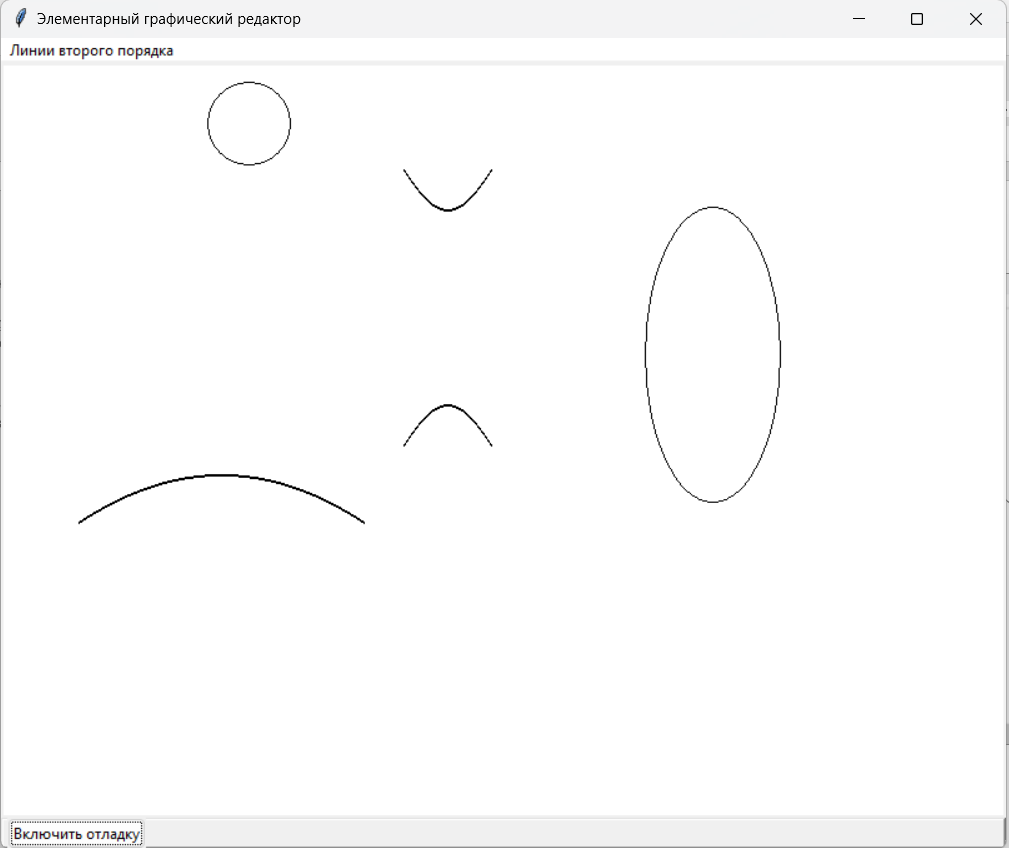 Элементарный графический редактор
Линии второго порядка
Включить отладку